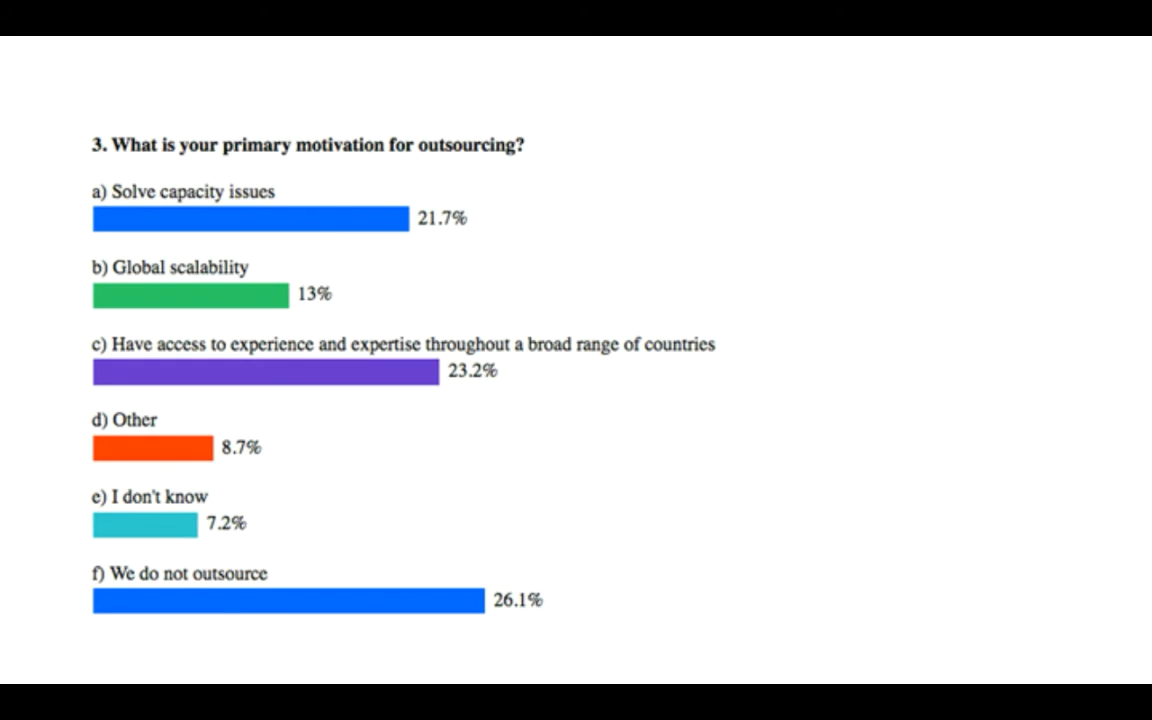 3. What is your primary motivation for outsourcing?
a) Solve capacity issues
21.7%
b) Global scalability
13%
c) Have access to experience and expertise throughout a broad range of countries
23.2%
d) Other
8.7%
e) I don't know
7.2%
f) We do not outsource
26.1%